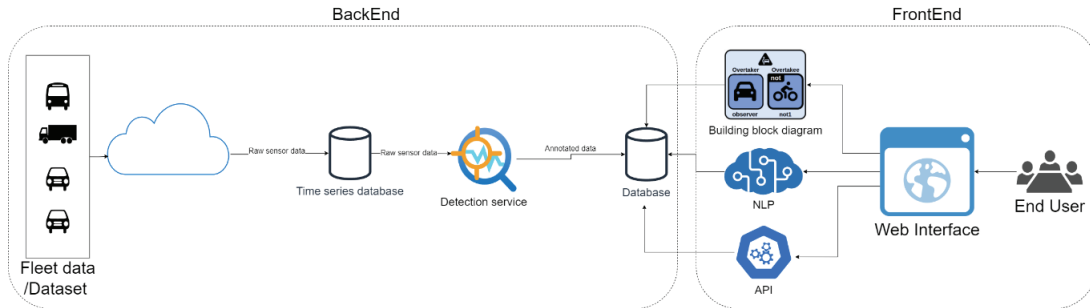 BackEnd
FrontEnd
Fleet data
/Dataset
Raw sensor data
Time series database
Raw sensor data
Detection service
Annotated data
Database
Overtaker
Overtakee
not
observer
not1
Building block diagram
NLP
API
Web Interface
End User